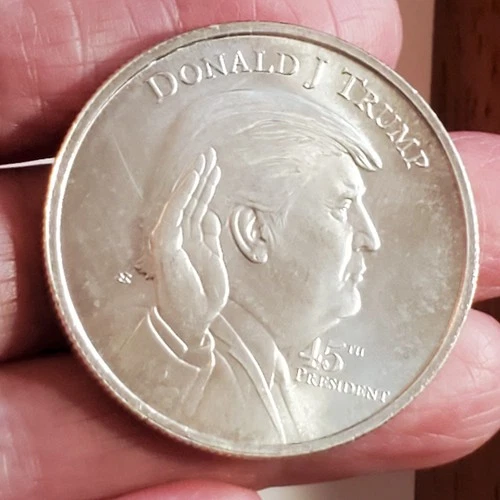 DONALD J TRUMP
45TH
PRESIDENT